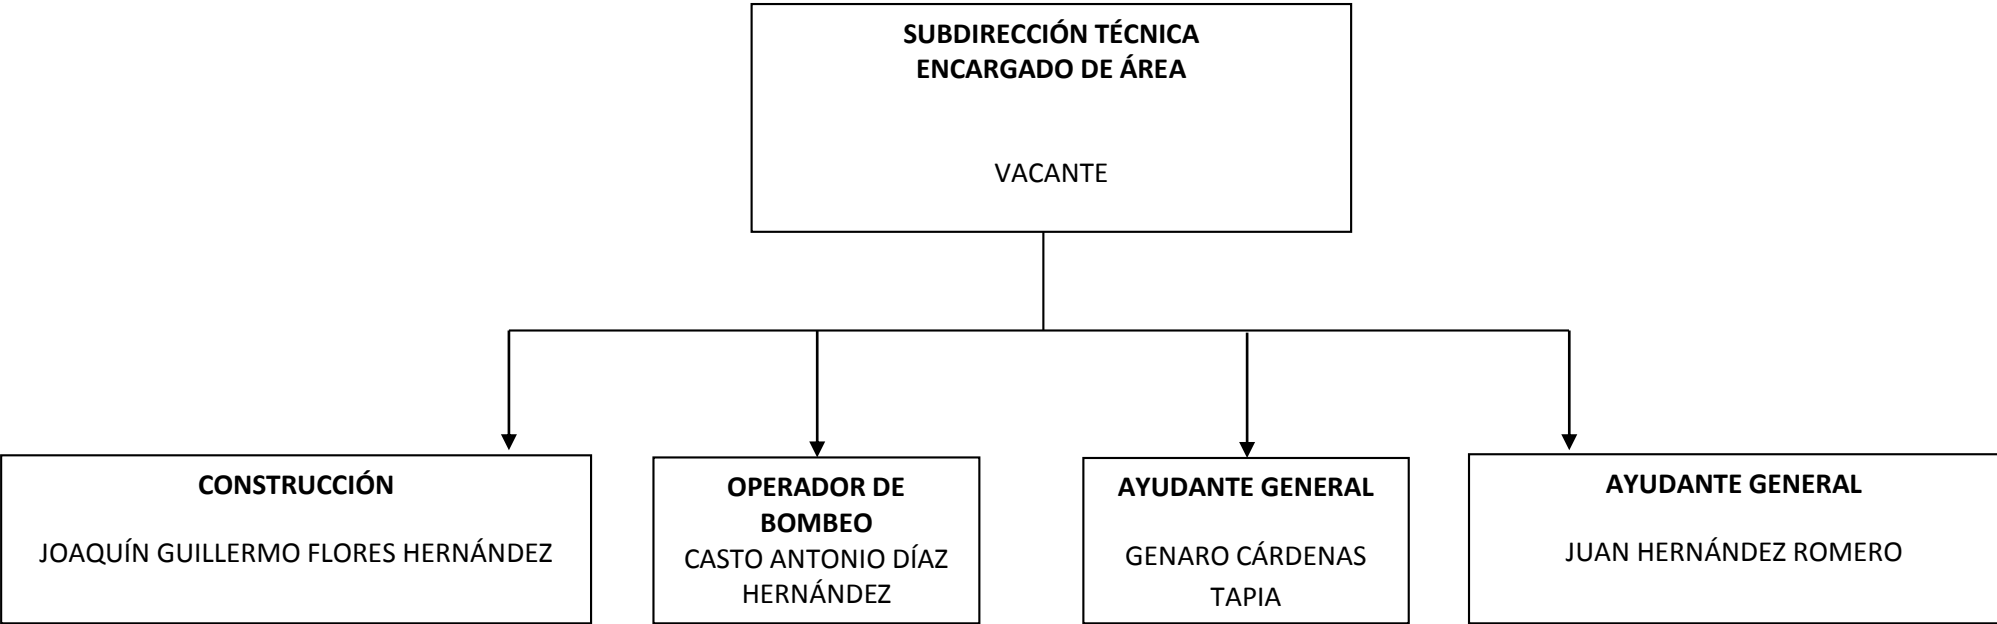 SUBDIRECCIÓN TÉCNICA
ENCARGADO DE ÁREA
VACANTE
CONSTRUCCIÓN
JOAQUÍN GUILLERMO FLORES HERNÁNDEZ
OPERADOR DE
BOMBEO
CASTO ANTONIO DÍAZ
HERNÁNDEZ
AYUDANTE GENERAL
GENARO CÁRDENAS
TAPIA
AYUDANTE GENERAL
JUAN HERNÁNDEZ ROMERO